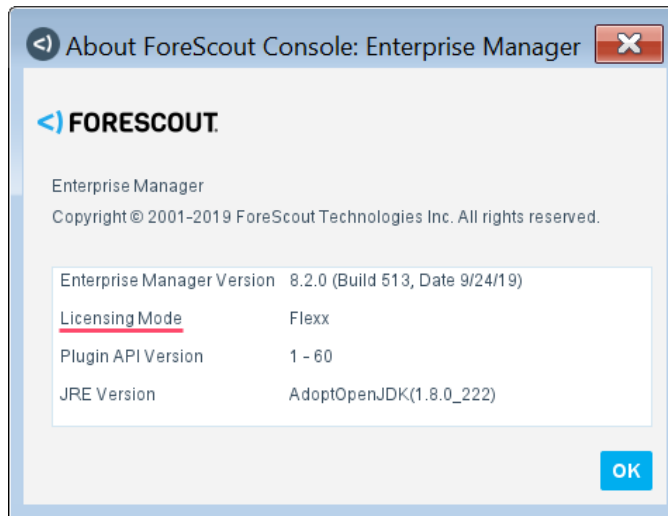 About ForeScout Console: Enterprise Manager
<) FORESCOUT.
Enterprise Manager
Copyright © 2001-2019 ForeScout Technologies Inc. All rights reserved.
Enterprise Manager Version 8.2.0 (Build 513, Date 9/24/19)
Licensing Mode Flexx
Plugin API Version 1 - 60
JRE Version AdoptOpenJDK(1.8.0_222)
OK